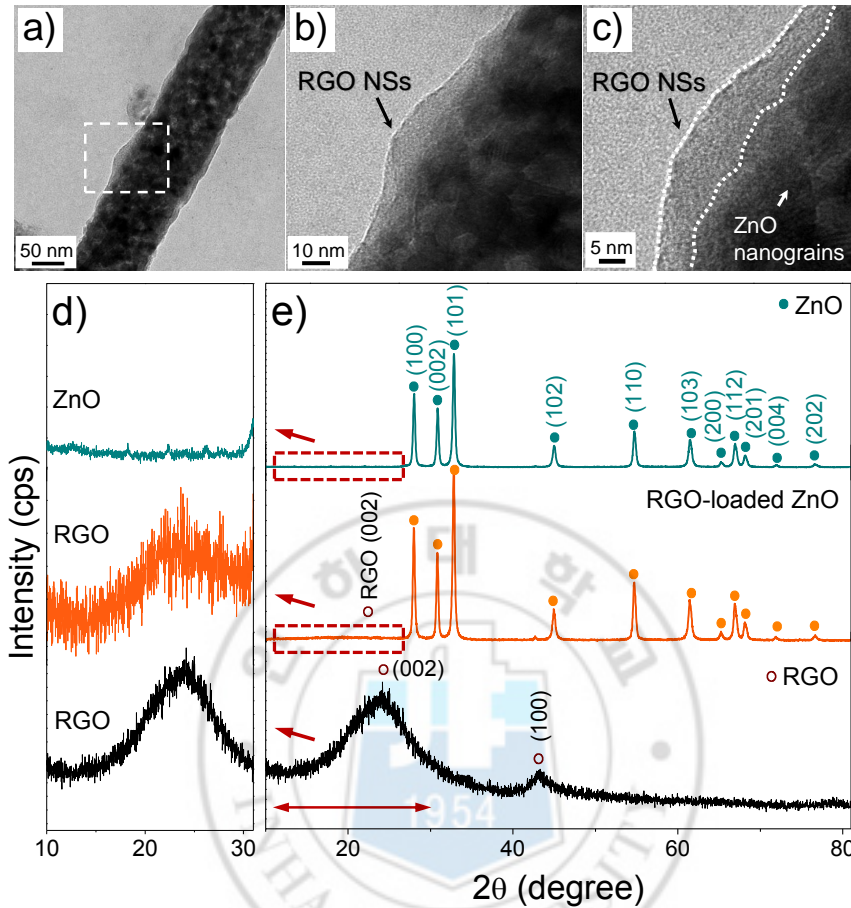 a)
50 nm
b)
RGO NSs
10 nm
c)
RGO NSs
ZnO
nanograins
5 nm
d)
ZnO
RGO
RGO
Intensity (cps)
10 20 30
e)
ZnO
(100)
(002)
(101)
(102)
(110)
(103)
(200)
(112)
(201)
(004)
(202)
RGO-loaded ZnO
RGO (002)
(002)
(100)
RGO
20 40 60 80
2θ (degree)
1954